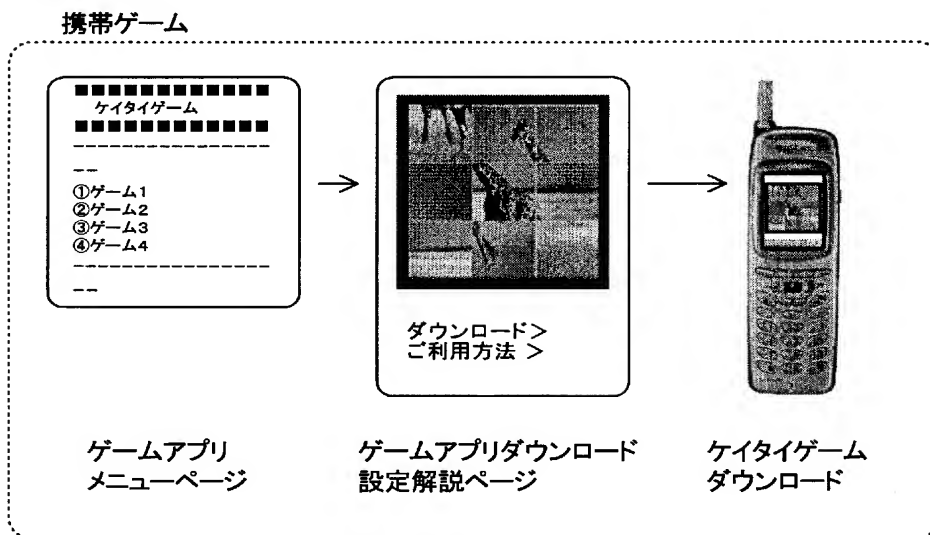 携帯ゲーム
■■■■■■■■■■■■
ケイタイゲーム
■■■■■■■■■■■■
------------------
--
①ゲーム1
②ゲーム2
③ゲーム3
④ゲーム4
------------------
--
ダウンロード>
ご利用方法 >
ゲームアプリ
メニューページ
ゲームアプリダウンロード
設定解説ページ
ケイタイゲーム
ダウンロード